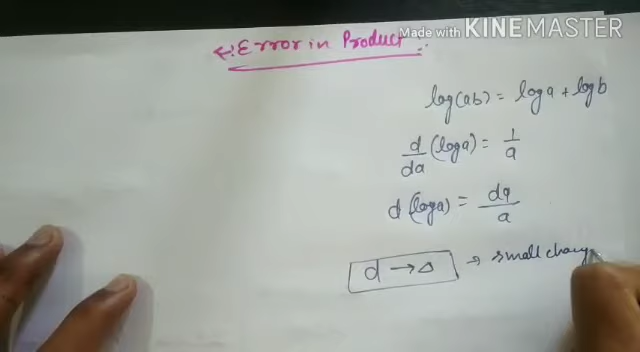 Made with KINEMASTER
Error in Product
log(ab) = log a + log b
d/da (log a) = 1/a
d (log a) = da/a
d → Δ → small chang